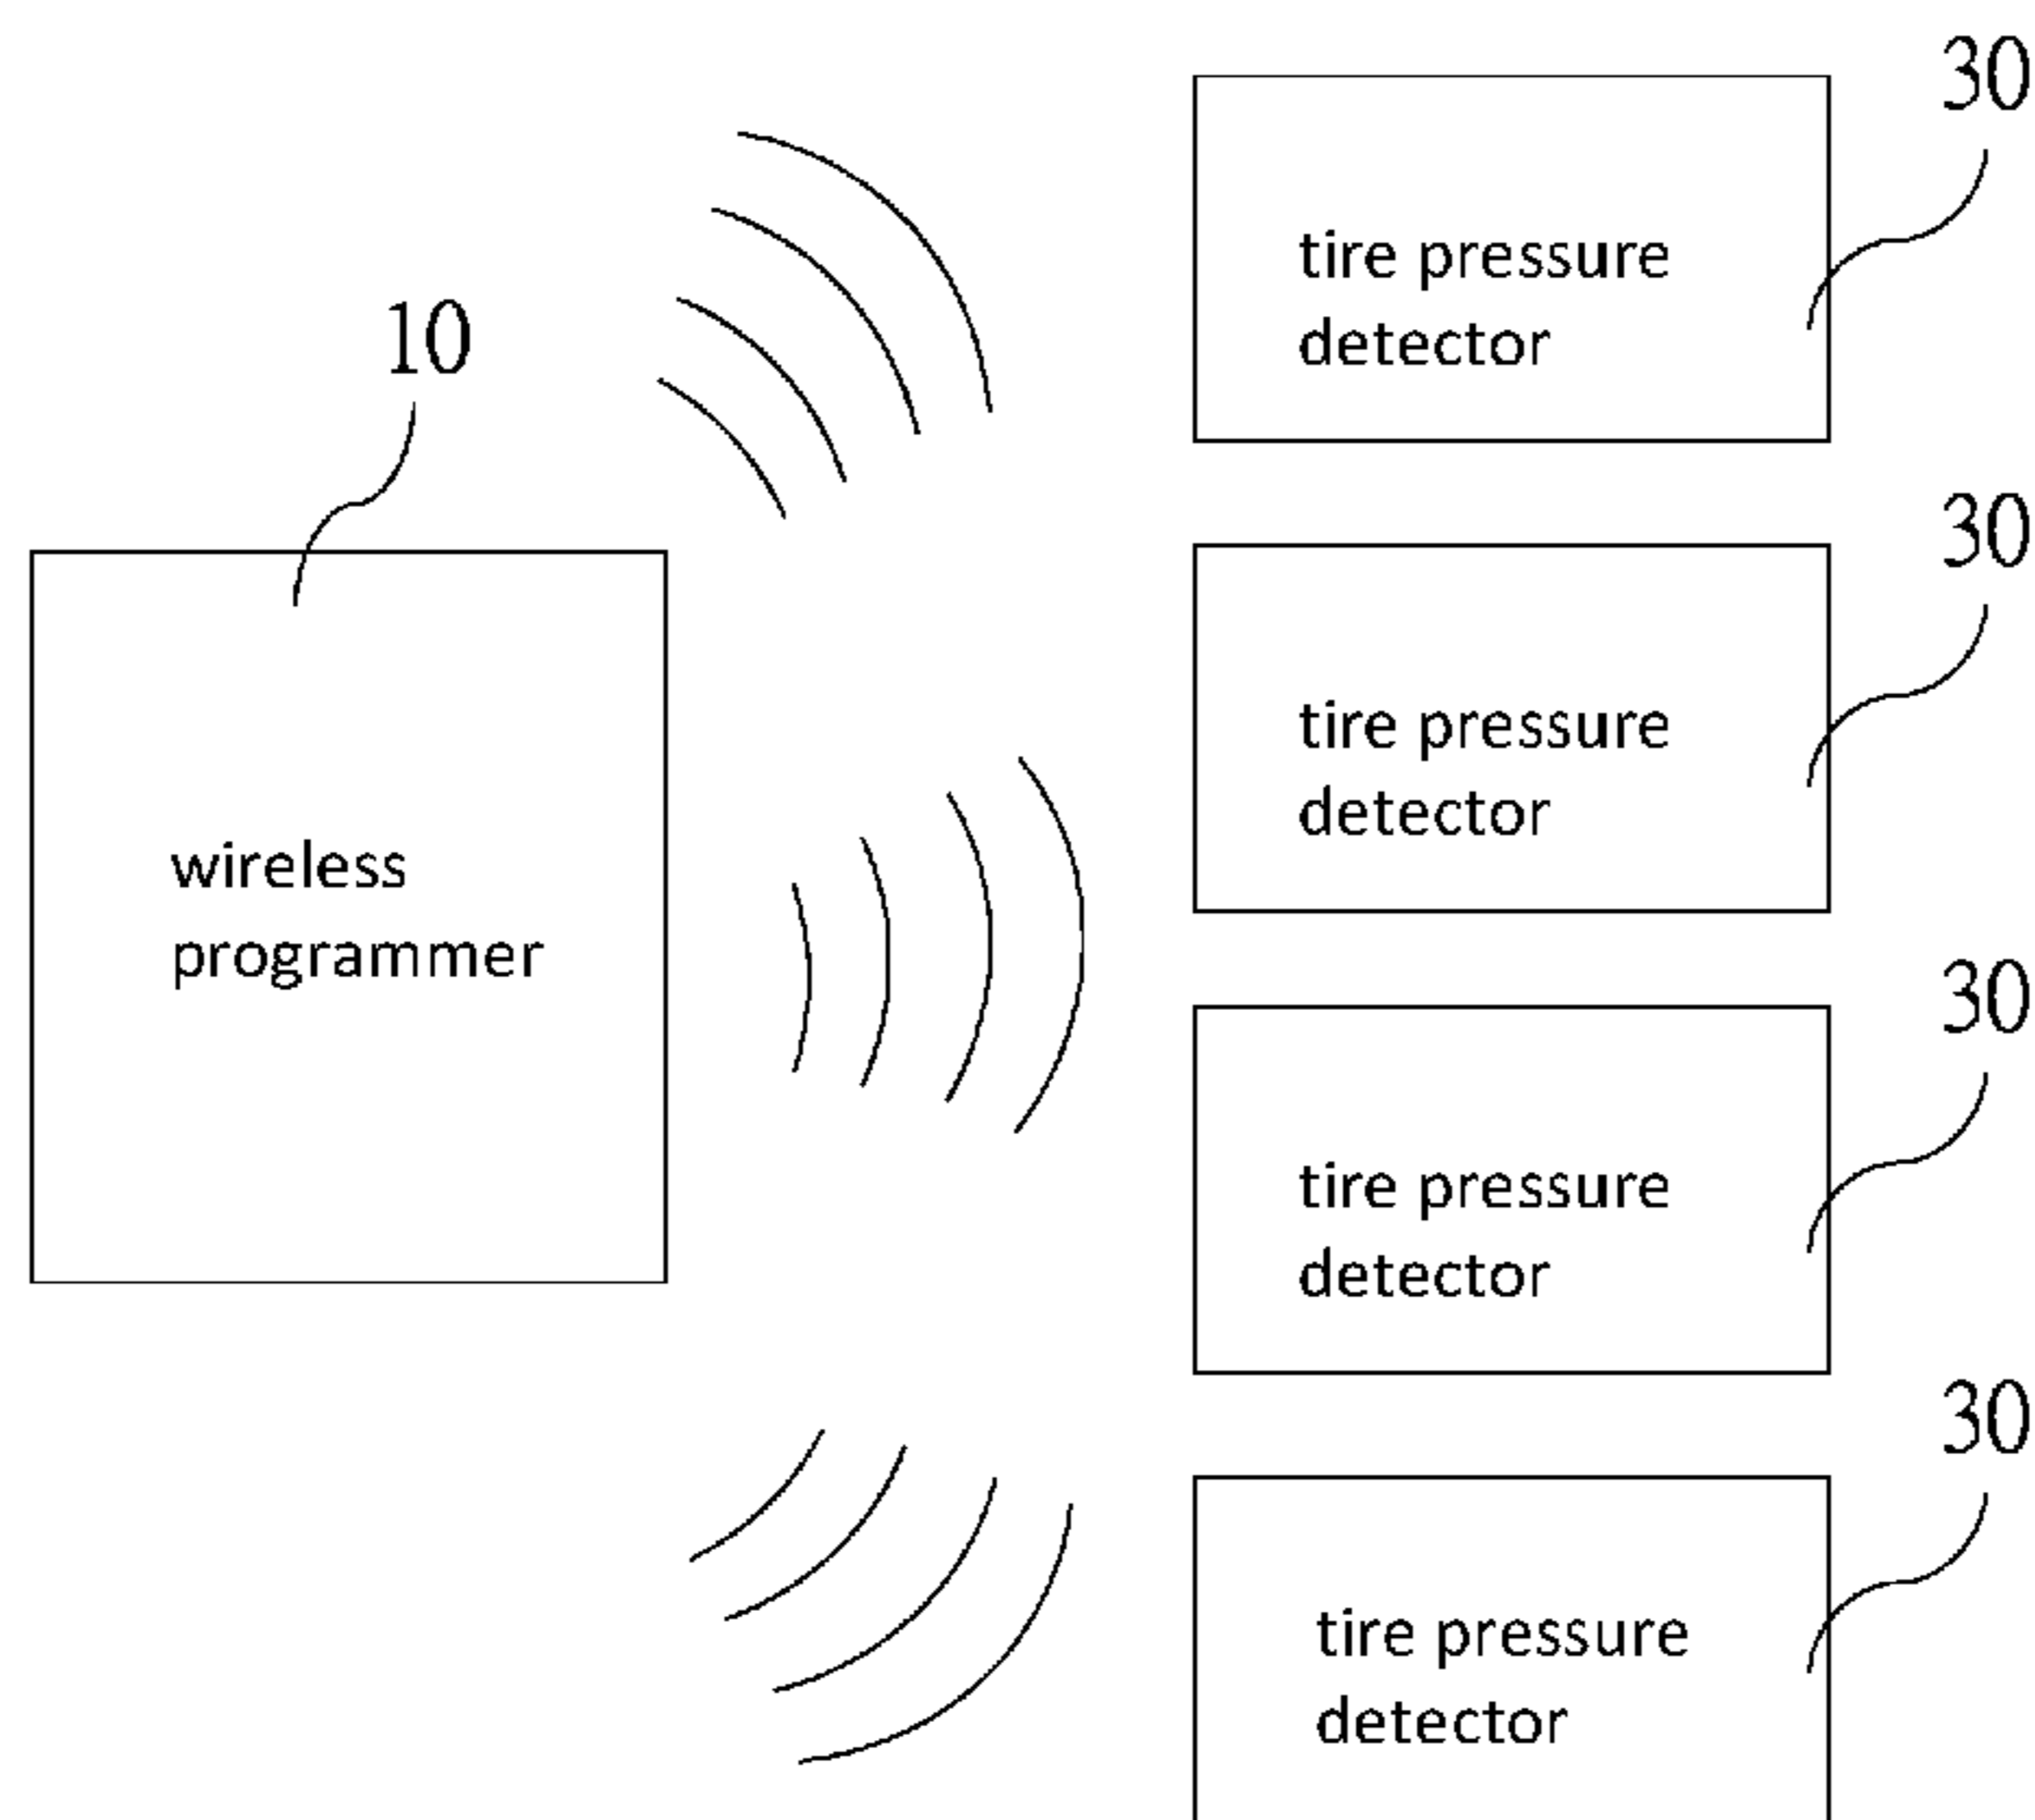 30
tire pressure
detector
10
30
wireless
programmer
tire pressure
detector
30
tire pressure
detector
30
tire pressure
detector